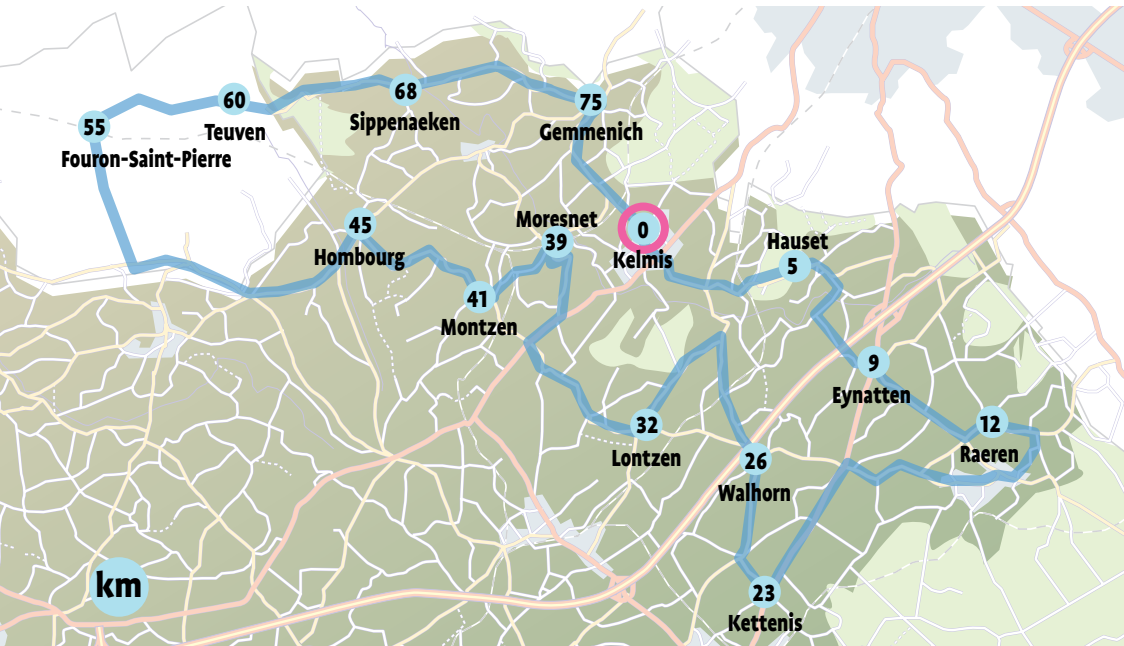 68
75
60
Sippenaeken
Gemmenich
55
Teuven
Fouron-Saint-Pierre
Moresnet
45
0
39
Hauset
Hombourg
Kelmis
5
41
Montzen
9
Eynatten
32
12
Lontzen
26
Raeren
Walhorn
km
23
Kettenis